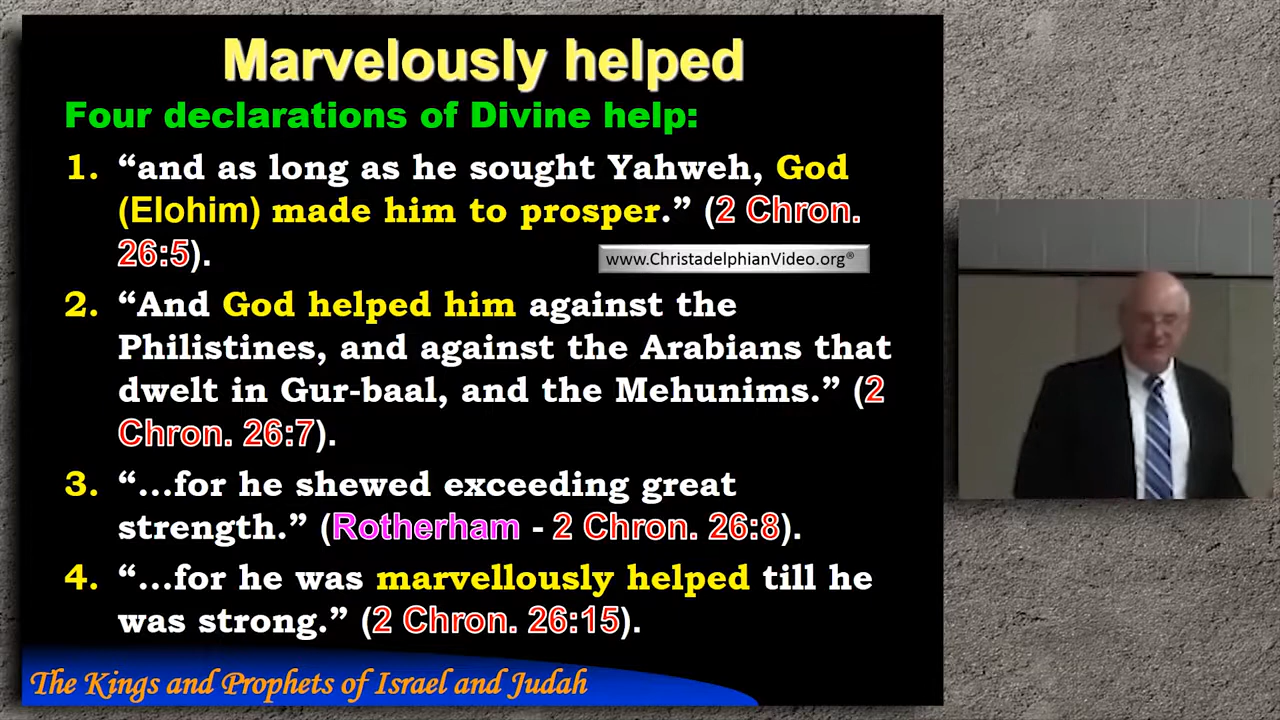 Marvelously helped
Four declarations of Divine help:
1. “and as long as he sought Yahweh, God
(Elohim) made him to prosper.” (2 Chron.
26:5).
www.ChristadelphianVideo.org®
2. “And God helped him against the
Philistines, and against the Arabians that
dwelt in Gur-baal, and the Mehunims.” (2
Chron. 26:7).
3. “...for he shewed exceeding great
strength.” (Rotherham - 2 Chron. 26:8).
4. “...for he was marvellously helped till he
was strong.” (2 Chron. 26:15).
The Kings and Prophets of Israel and Judah